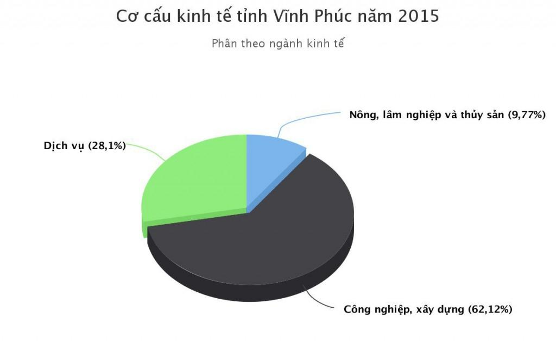 Cơ cấu kinh tế tỉnh Vĩnh Phúc năm 2015
Phân theo ngành kinh tế
Nông, lâm nghiệp và thủy sản (9,77%)
Dịch vụ (28,1%)
Công nghiệp, xây dựng (62,12%)